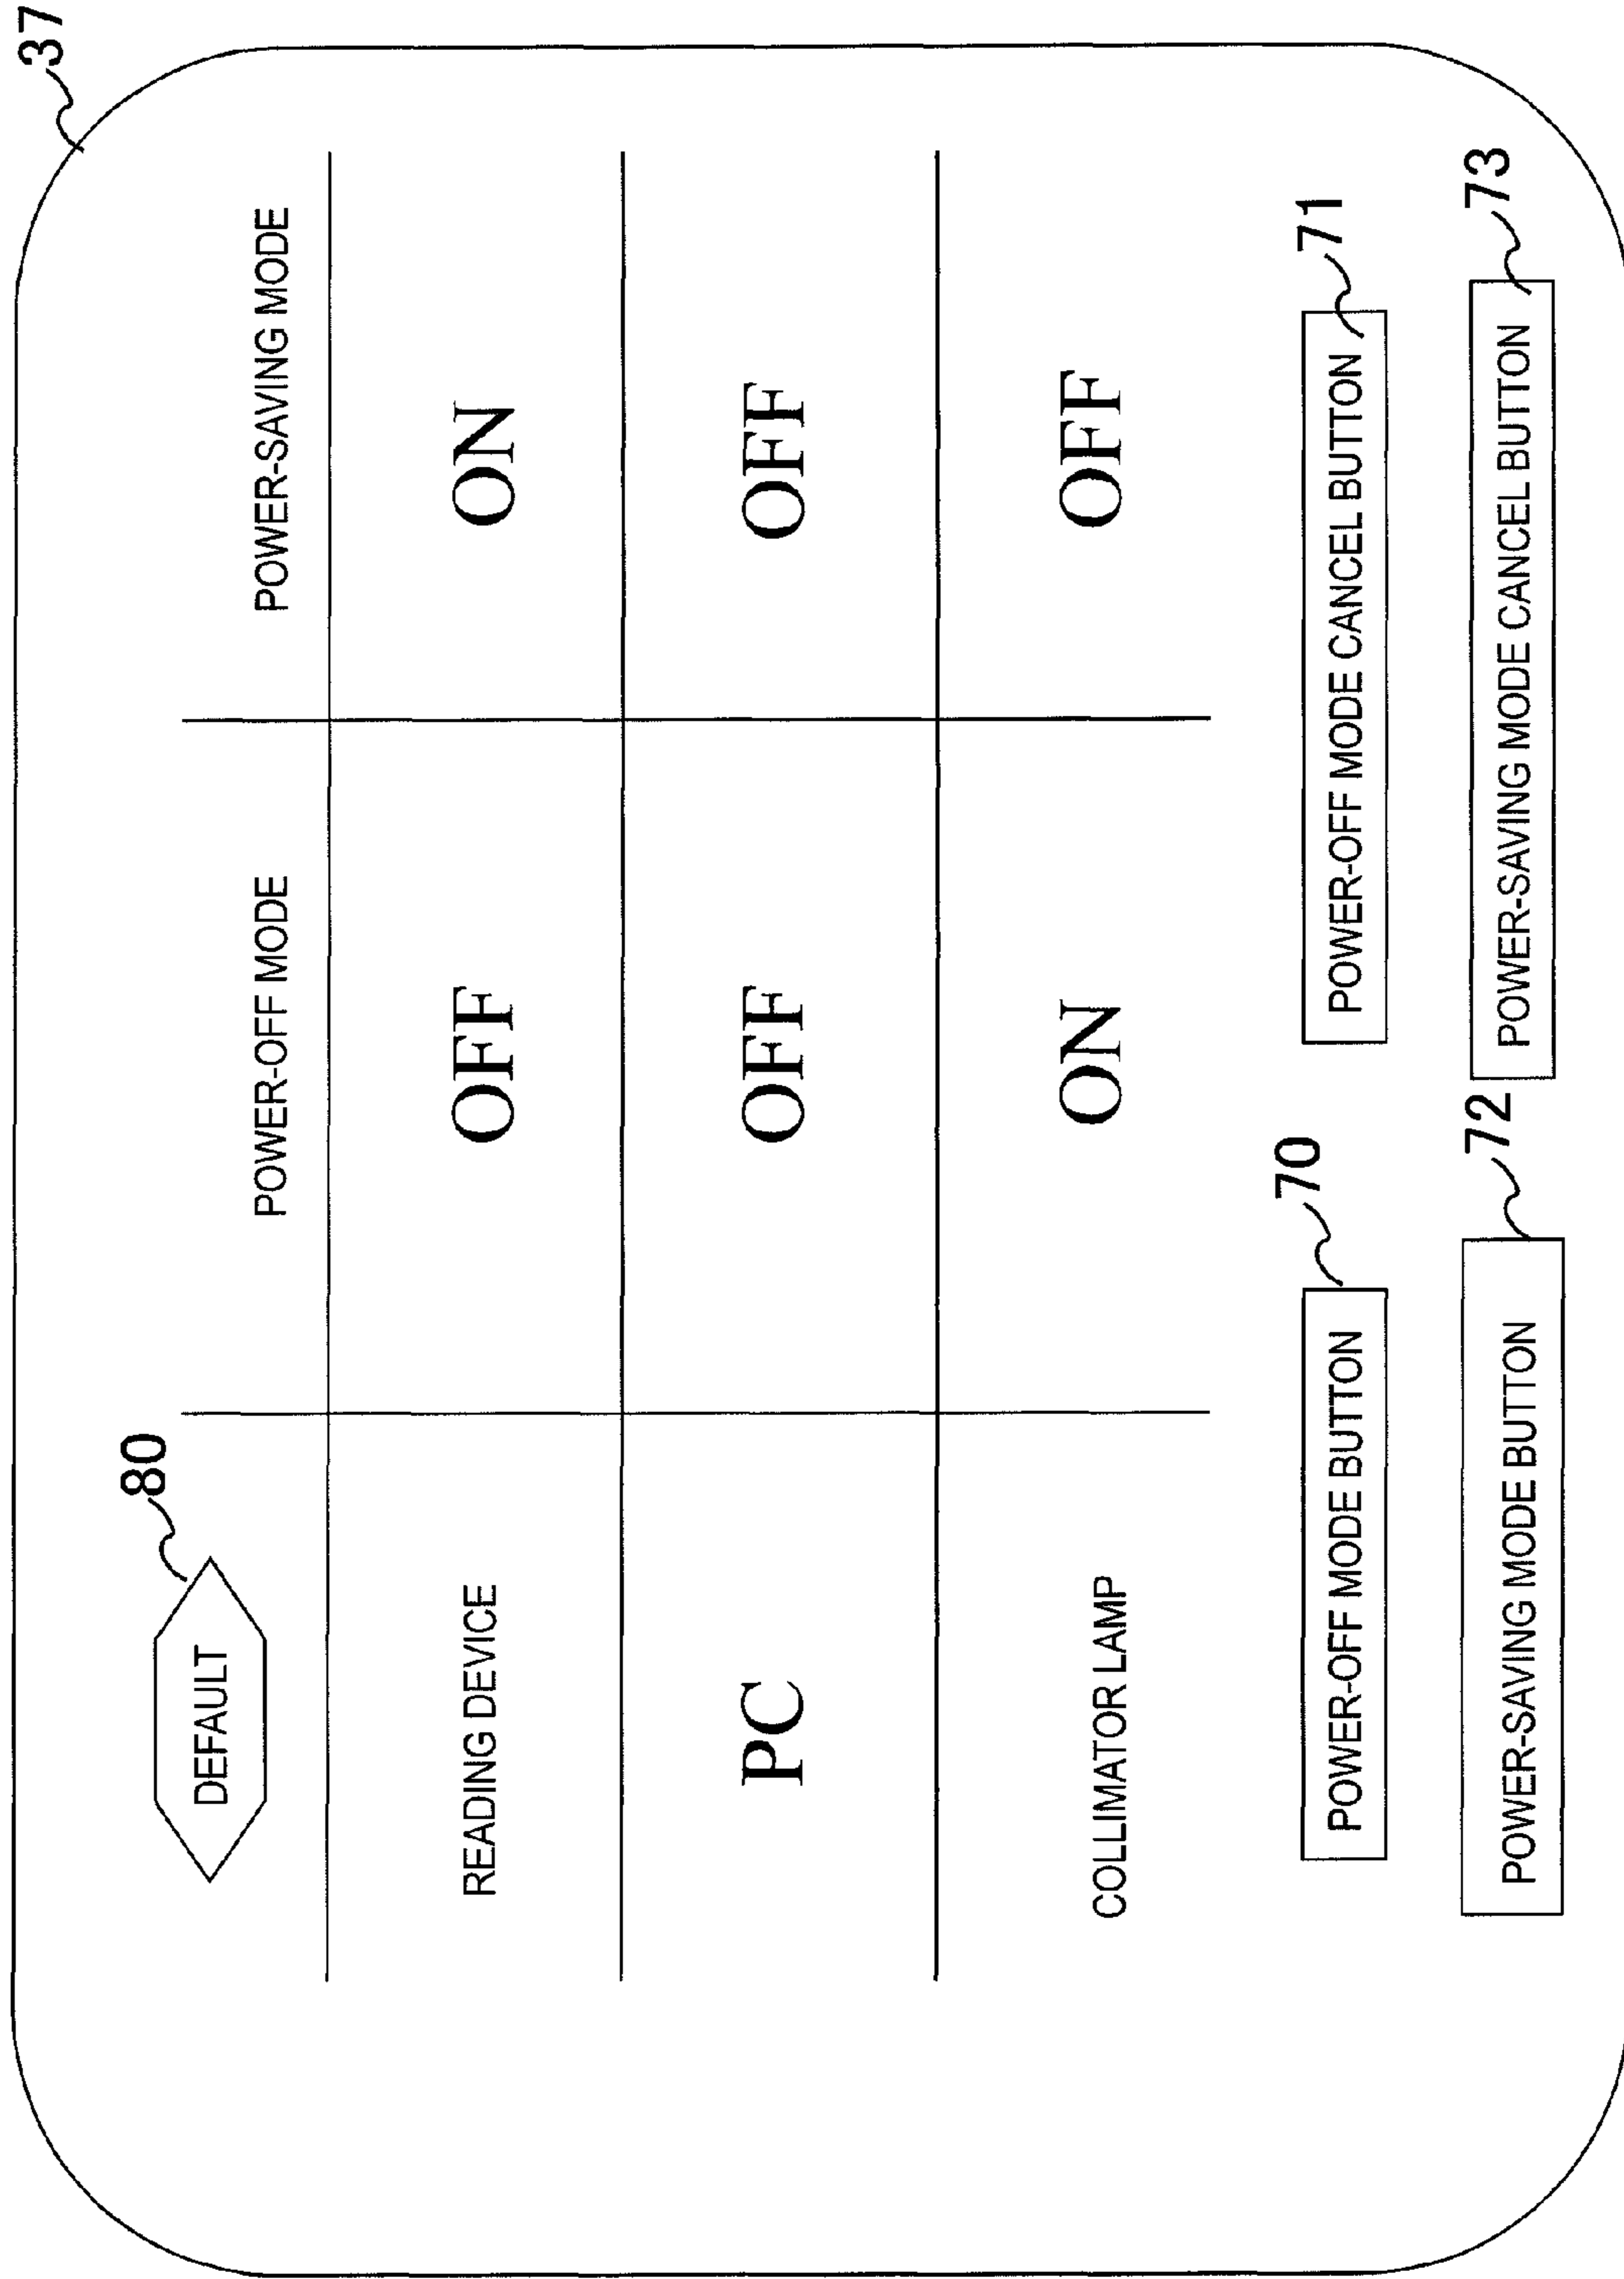 37
80
DEFAULT
POWER-OFF MODE
POWER-SAVING MODE
READING DEVICE
OFF
ON
PC
OFF
OFF
COLLIMATOR LAMP
ON
OFF
70
71
POWER-OFF MODE BUTTON
POWER-OFF MODE CANCEL BUTTON
72
73
POWER-SAVING MODE BUTTON
POWER-SAVING MODE CANCEL BUTTON